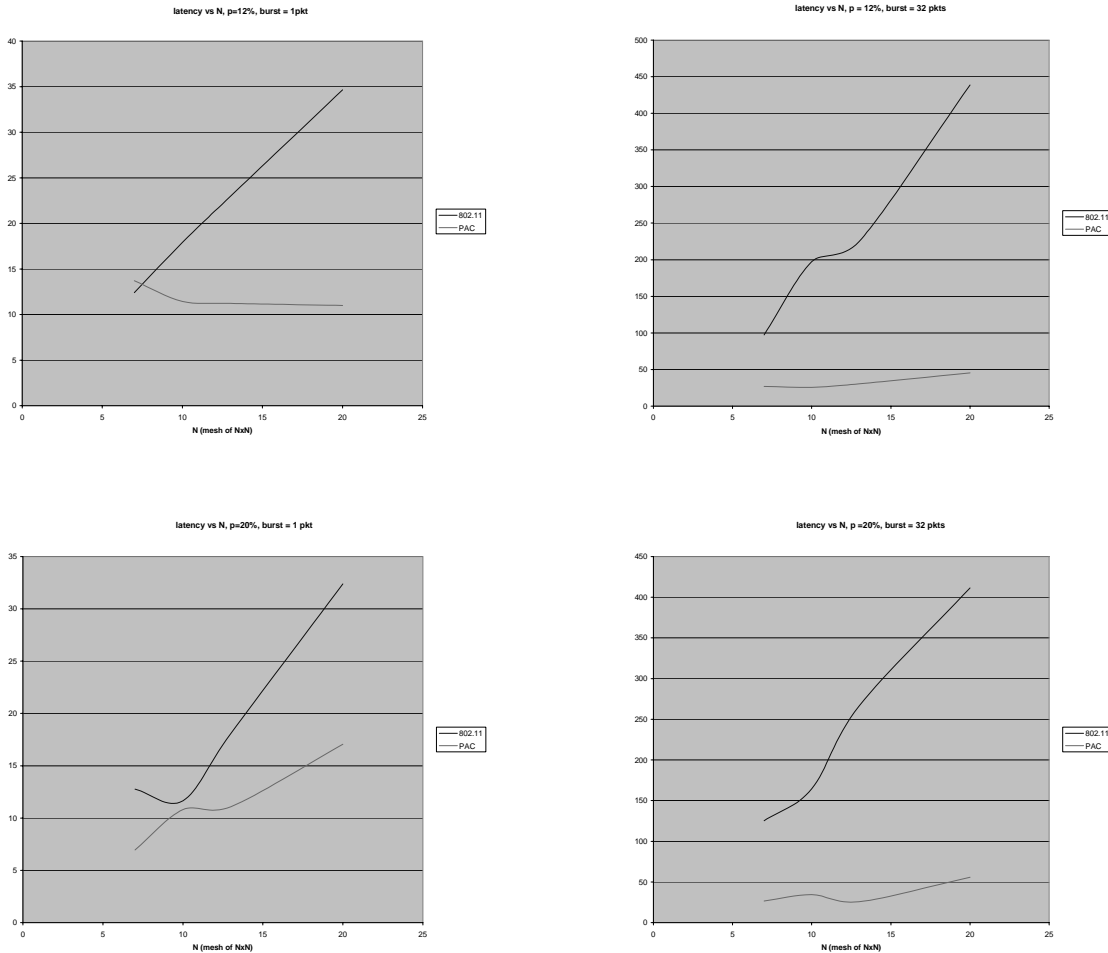 latency vs N, p=12%, burst = 1pkt
40
35
30
25
20
15
10
5
0
0 5 10 15 20 25
N (mesh of NxN)
802.11
PAC
latency vs N, p = 12%, burst = 32 pkts
500
450
400
350
300
250
200
150
100
50
0
0 5 10 15 20 25
N (mesh of NxN)
802.11
PAC
latency vs N, p=20%, burst = 1 pkt
35
30
25
20
15
10
5
0
0 5 10 15 20 25
N (mesh of NxN)
802.11
PAC
latency vs N, p =20%, burst = 32 pkts
450
400
350
300
250
200
150
100
50
0
0 5 10 15 20 25
N (mesh of NxN)
802.11
PAC